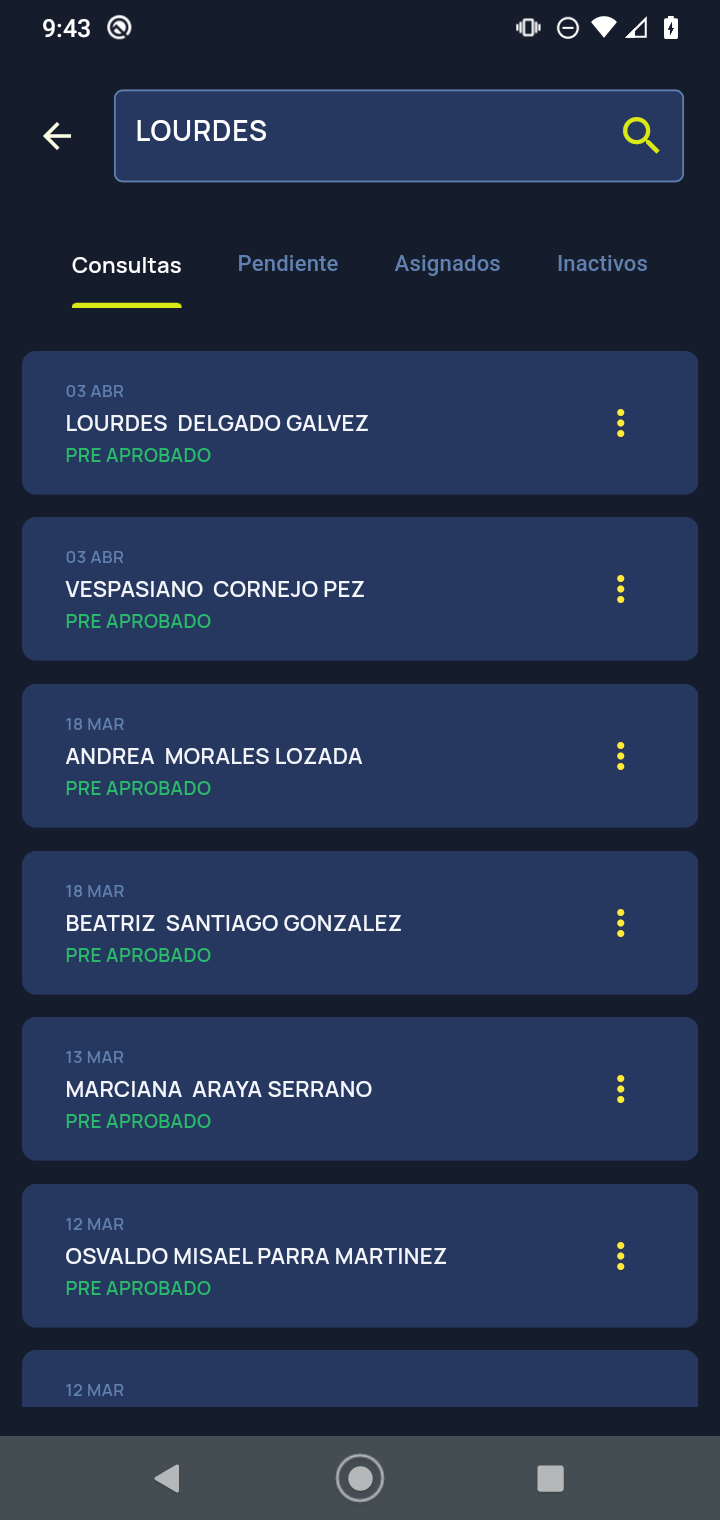 9:43
LOURDES
Consultas Pendiente Asignados Inactivos
03 ABR
LOURDES  DELGADO GALVEZ
PRE APROBADO
03 ABR
VESPASIANO  CORNEJO PEZ
PRE APROBADO
18 MAR
ANDREA  MORALES LOZADA
PRE APROBADO
18 MAR
BEATRIZ  SANTIAGO GONZALEZ
PRE APROBADO
13 MAR
MARCIANA  ARAYA SERRANO
PRE APROBADO
12 MAR
OSVALDO MISAEL PARRA MARTINEZ
PRE APROBADO
12 MAR